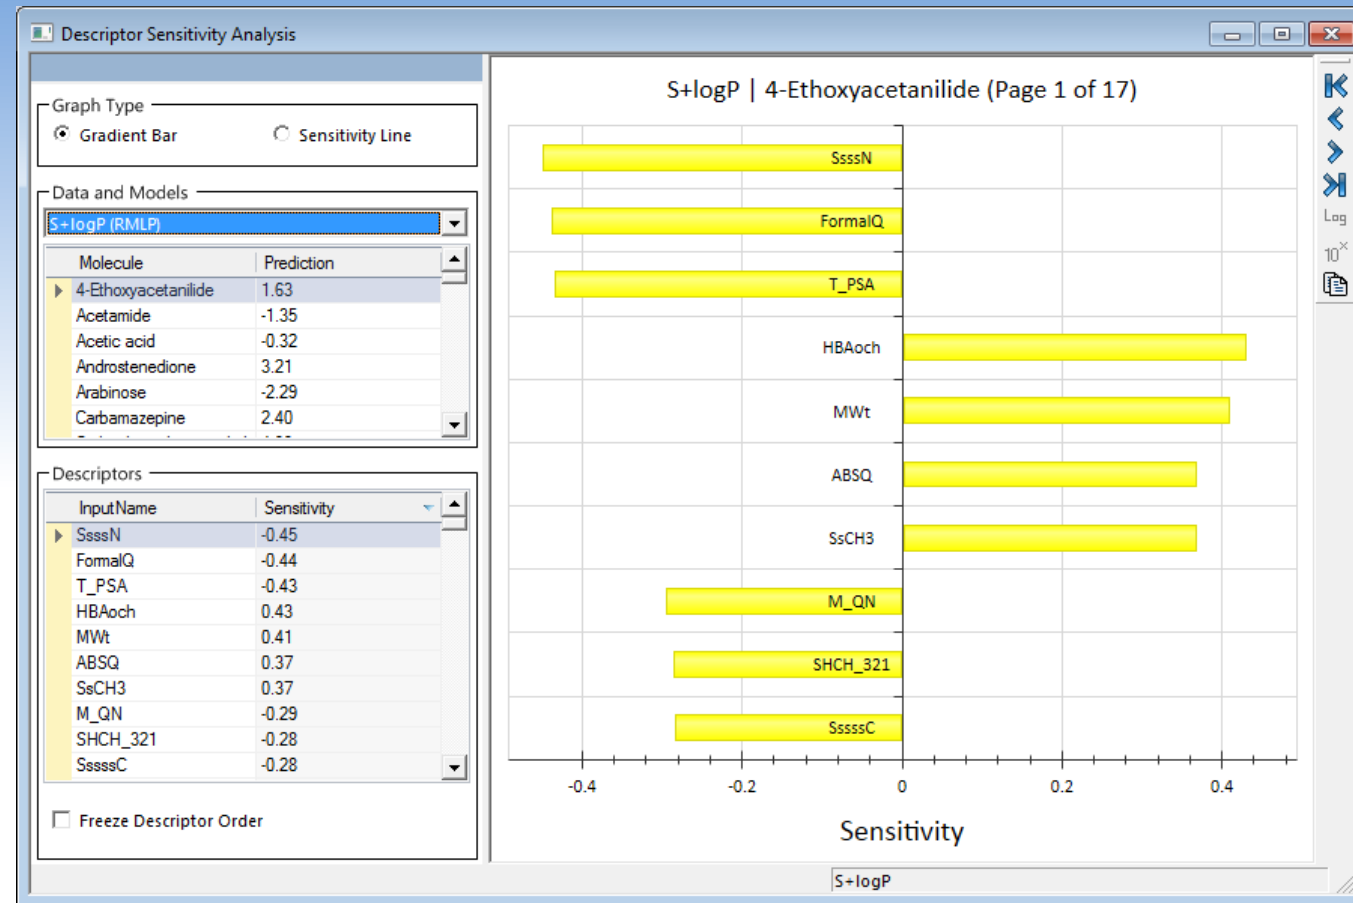 Descriptor Sensitivity Analysis
Graph Type
Gradient Bar
Sensitivity Line
Data and Models
S+logP (RMLP)
Molecule Prediction
4-Ethoxyacetanilide 1.63
Acetamide -1.35
Acetic acid -0.32
Androstenedione 3.21
Arabinose -2.29
Carbamazepine 2.40
Descriptors
InputName Sensitivity
SsssN -0.45
FormalQ -0.44
T_PSA -0.43
HBAoch 0.43
MWt 0.41
ABSQ 0.37
SsCH3 0.37
M_QN -0.29
SHCH_321 -0.28
SssssC -0.28
Freeze Descriptor Order
S+logP | 4-Ethoxyacetanilide (Page 1 of 17)
SsssN
FormalQ
T_PSA
HBAoch
MWt
ABSQ
SsCH3
M_QN
SHCH_321
SssssC
-0.4 -0.2 0 0.2 0.4
Sensitivity
S+logP
Log
10^X